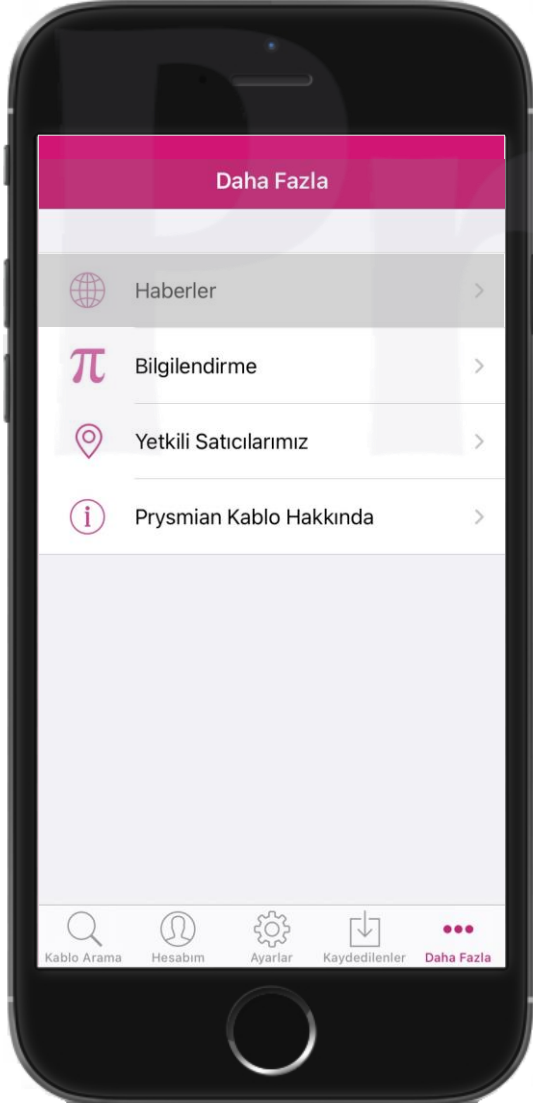 Daha Fazla
Haberler
π Bilgilendirme
Yetkili Satıcılarımız
i Prysmian Kablo Hakkında
Kablo Arama Hesabım Ayarlar Kaydedilenler Daha Fazla